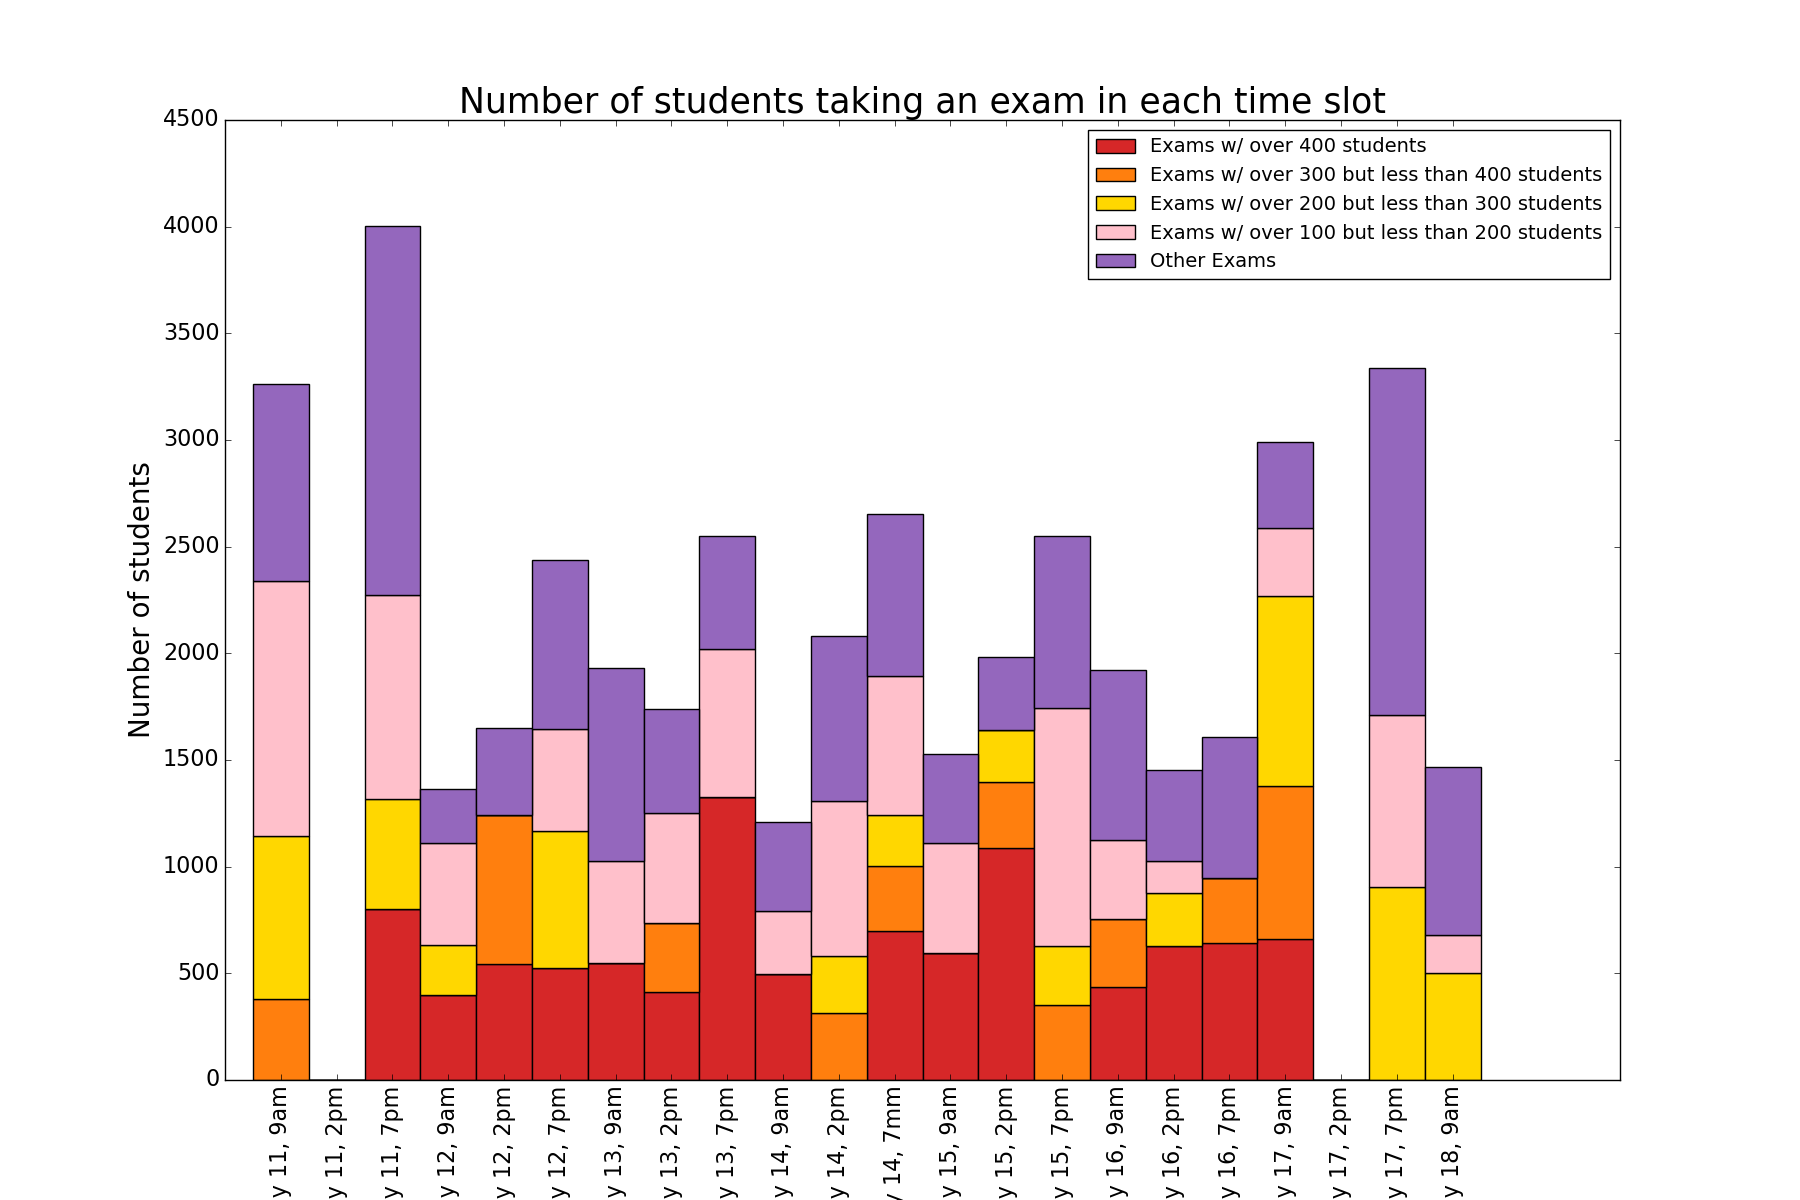 Number of students taking an exam in each time slot
4500
4000
3500
3000
2500
2000
1500
1000
500
0
Number of students
Exams w/ over 400 students
Exams w/ over 300 but less than 400 students
Exams w/ over 200 but less than 300 students
Exams w/ over 100 but less than 200 students
Other Exams
y 11, 9am
y 11, 2pm
y 11, 7pm
y 12, 9am
y 12, 2pm
y 12, 7pm
y 13, 9am
y 13, 2pm
y 13, 7pm
y 14, 9am
y 14, 2pm
y 14, 7mm
y 15, 9am
y 15, 2pm
y 15, 7pm
y 16, 9am
y 16, 2pm
y 16, 7pm
y 17, 9am
y 17, 2pm
y 17, 7pm
y 18, 9am